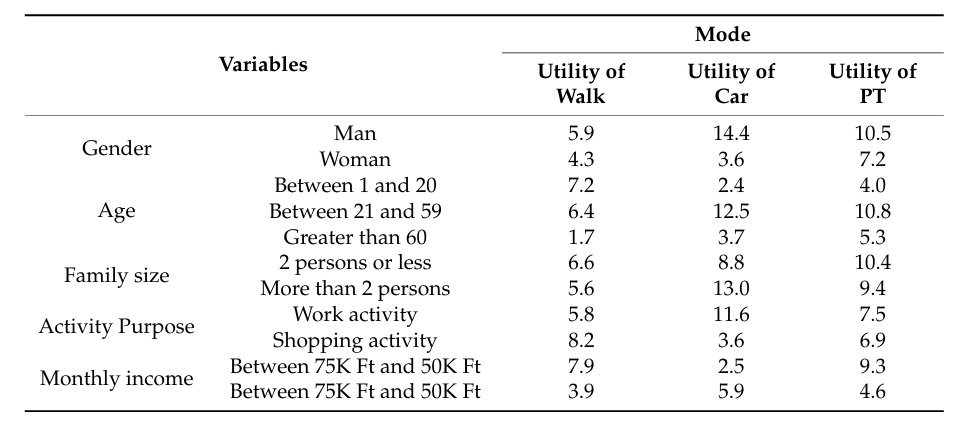 Variables Mode
Utility of Walk Utility of Car Utility of PT
Gender Man 5.9 14.4 10.5
Woman 4.3 3.6 7.2
Age Between 1 and 20 7.2 2.4 4.0
Between 21 and 59 6.4 12.5 10.8
Greater than 60 1.7 3.7 5.3
Family size 2 persons or less 6.6 8.8 10.4
More than 2 persons 5.6 13.0 9.4
Activity Purpose Work activity 5.8 11.6 7.5
Shopping activity 8.2 3.6 6.9
Monthly income Between 75K Ft and 50K Ft 7.9 2.5 9.3
Between 75K Ft and 50K Ft 3.9 5.9 4.6